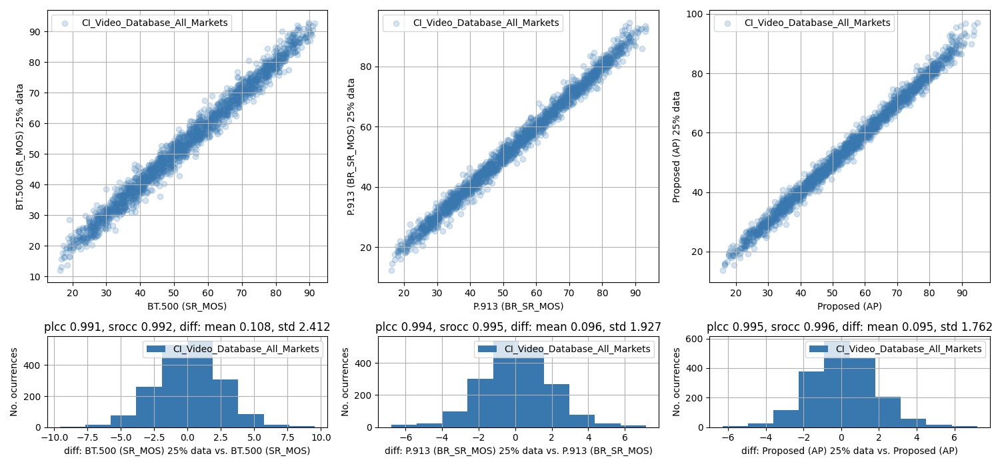 CI_Video_Database_All_Markets
BT.500 (SR_MOS) 25% data
90
80
70
60
50
40
30
20
10
20 30 40 50 60 70 80 90
BT.500 (SR_MOS)
CI_Video_Database_All_Markets
P.913 (BR_SR_MOS) 25% data
80
60
40
20
20 30 40 50 60 70 80 90
P.913 (BR_SR_MOS)
CI_Video_Database_All_Markets
Proposed (AP) 25% data
100
80
60
40
20
20 30 40 50 60 70 80 90
Proposed (AP)
plcc 0.991, srocc 0.992, diff: mean 0.108, std 2.412
CI_Video_Database_All_Markets
No. ocurrences
400
200
0
−10.0 −7.5 −5.0 −2.5 0.0 2.5 5.0 7.5 10.0
diff: BT.500 (SR_MOS) 25% data vs. BT.500 (SR_MOS)
plcc 0.994, srocc 0.995, diff: mean 0.096, std 1.927
CI_Video_Database_All_Markets
No. ocurrences
400
200
0
−6 −4 −2 0 2 4 6
diff: P.913 (BR_SR_MOS) 25% data vs. P.913 (BR_SR_MOS)
plcc 0.995, srocc 0.996, diff: mean 0.095, std 1.762
CI_Video_Database_All_Markets
No. ocurrences
600
400
200
0
−6 −4 −2 0 2 4 6
diff: Proposed (AP) 25% data vs. Proposed (AP)